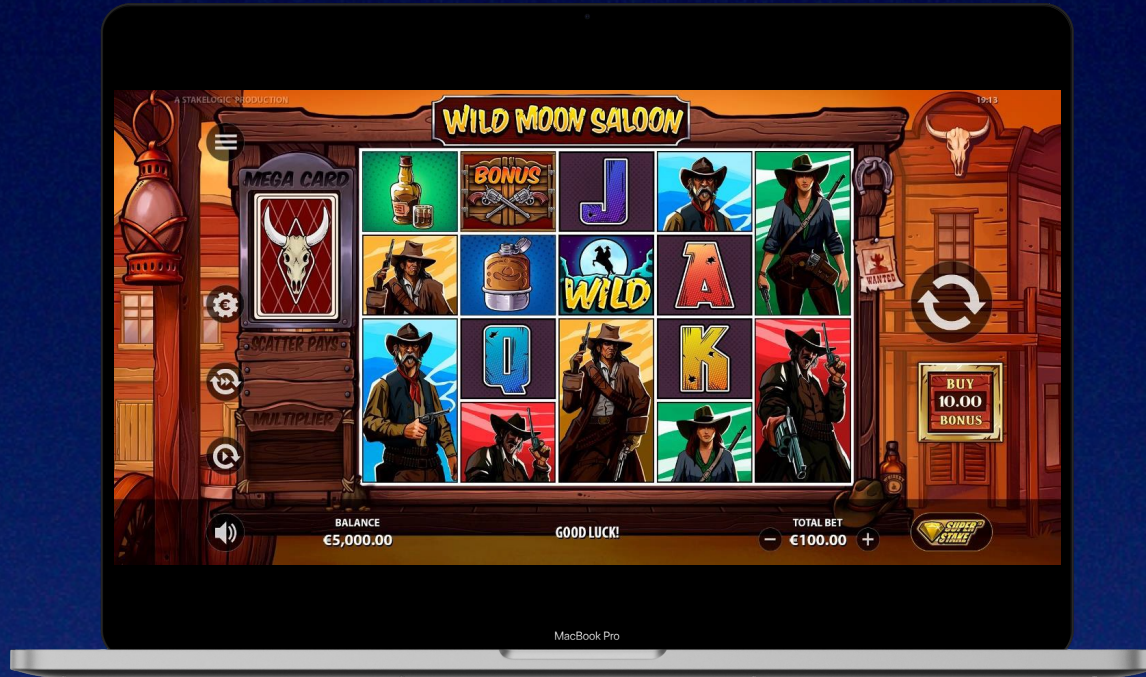 A STAKELOGIC PRODUCTION
19:13
WILD MOON SALOON
MEGA CARD
BONUS
J
WILD
A
WANTED
€
SCATTER PAYS
Q
K
MULTIPLIER
BUY
10.00
BONUS
BALANCE
€5,000.00
GOOD LUCK!
TOTAL BET
€100.00
SUPER
STAKE
MacBook Pro